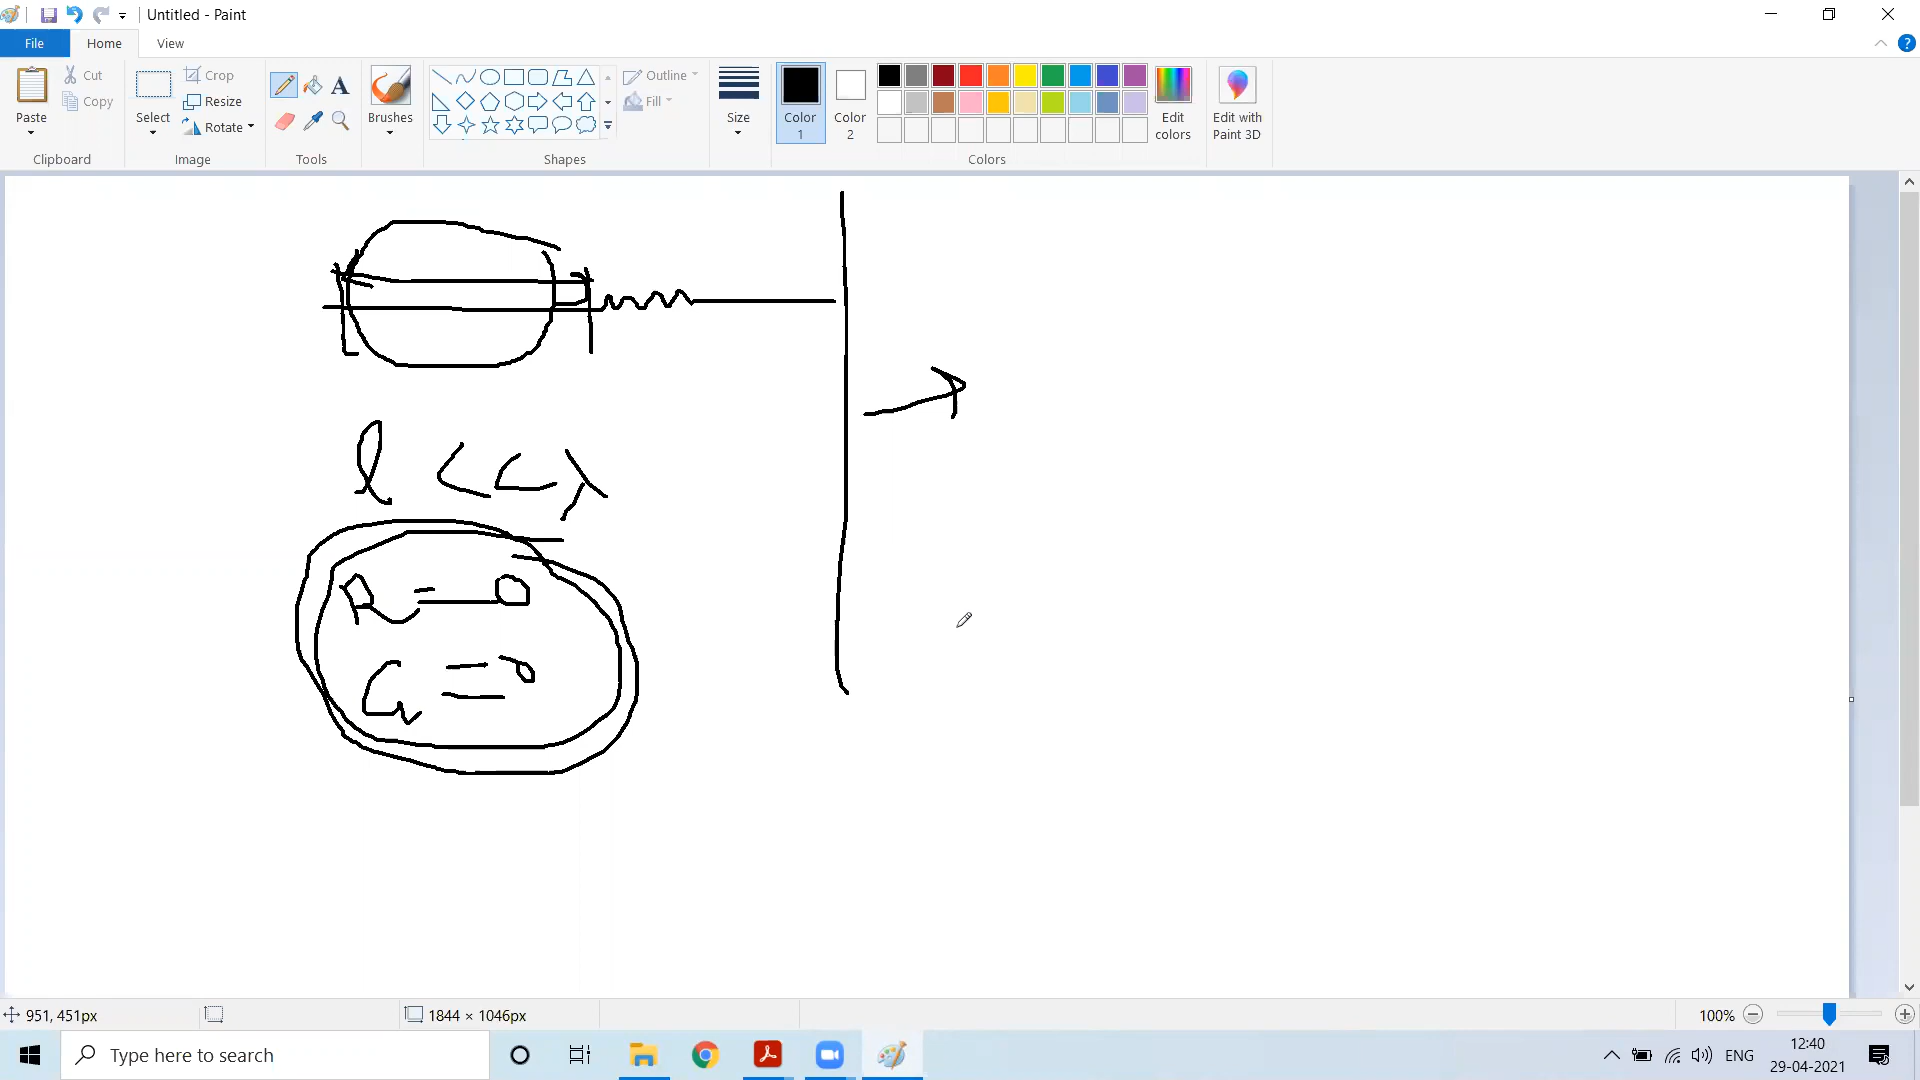 Untitled - Paint
File Home View
Paste
Cut
Copy
Clipboard
Select
Crop
Resize
Rotate
Image
Tools
Brushes
Shapes
Outline
Fill
Size
Color 1
Color 2
Colors
Edit colors
Edit with Paint 3D
l << λ
951, 451px
1844 × 1046px
100%
Type here to search
ENG
12:40
29-04-2021